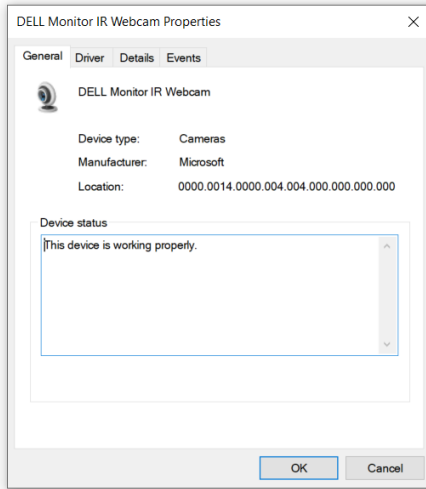 DELL Monitor IR Webcam Properties
General Driver Details Events
DELL Monitor IR Webcam
Device type: Cameras
Manufacturer: Microsoft
Location: 0000.0014.0000.004.004.000.000.000.000
Device status
This device is working properly.
OK Cancel